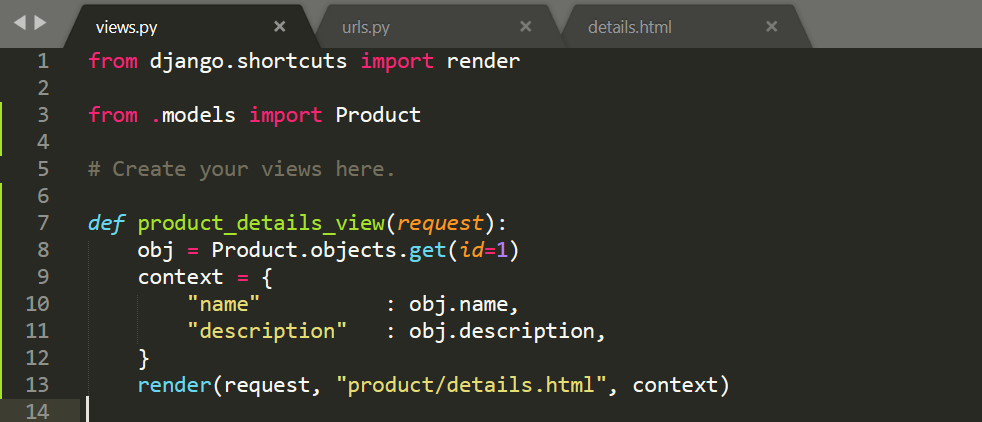 views.py × urls.py × details.html ×
1 from django.shortcuts import render
2
3 from .models import Product
4
5 # Create your views here.
6
7 def product_details_view(request):
8     obj = Product.objects.get(id=1)
9     context = {
10         "name"          : obj.name,
11         "description"   : obj.description,
12     }
13     render(request, "product/details.html", context)
14